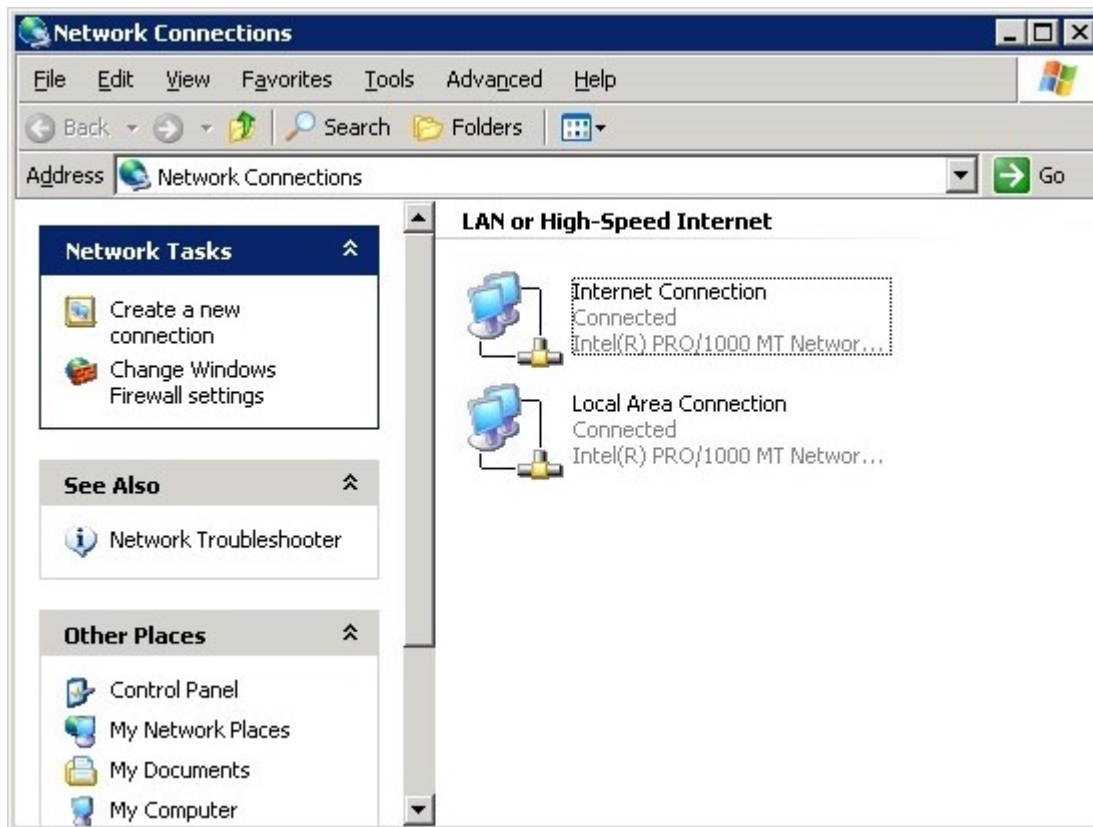 Network Connections
File Edit View Favorites Tools Advanced Help
Back Search Folders
Address Network Connections Go
Network Tasks
Create a new
connection
Change Windows
Firewall settings
See Also
Network Troubleshooter
Other Places
Control Panel
My Network Places
My Documents
My Computer
LAN or High-Speed Internet
Internet Connection
Connected
Intel(R) PRO/1000 MT Networ...
Local Area Connection
Connected
Intel(R) PRO/1000 MT Networ...